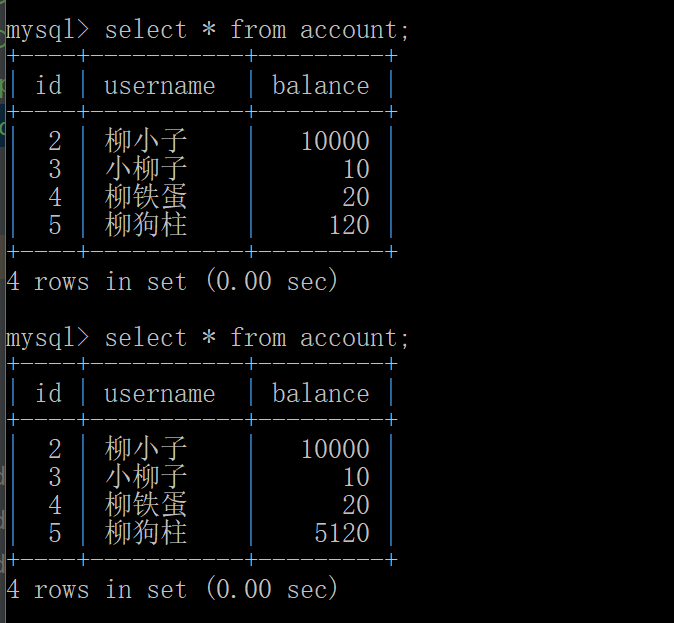 mysql> select * from account;
+----+----------+---------+
| id | username | balance |
+----+----------+---------+
| 2 | 柳小子 | 10000 |
| 3 | 小柳子 | 10 |
| 4 | 柳铁蛋 | 20 |
| 5 | 柳狗柱 | 120 |
+----+----------+---------+
4 rows in set (0.00 sec)
mysql> select * from account;
+----+----------+---------+
| id | username | balance |
+----+----------+---------+
| 2 | 柳小子 | 10000 |
| 3 | 小柳子 | 10 |
| 4 | 柳铁蛋 | 20 |
| 5 | 柳狗柱 | 5120 |
+----+----------+---------+
4 rows in set (0.00 sec)